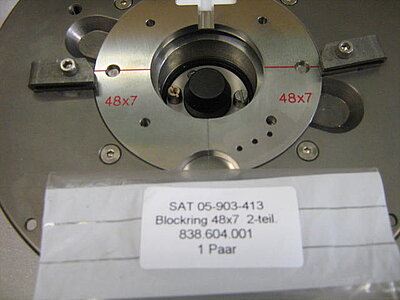 48x7 48x7
SAT 05-903-413
Blockring 48x7 2-teil.
838.604.001
1 Paar